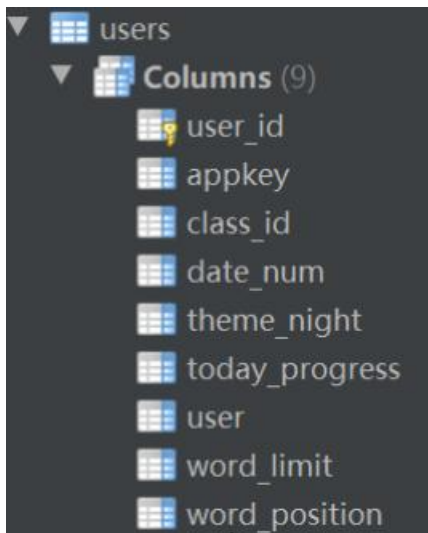 users
Columns (9)
user_id
appkey
class_id
date_num
theme_night
today_progress
user
word_limit
word_position